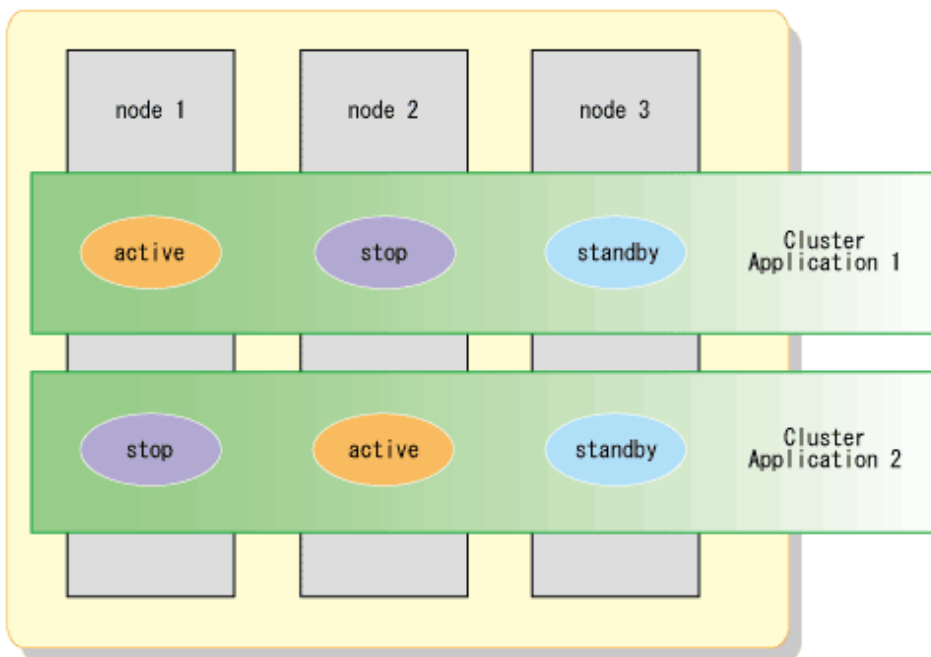 node 1
node 2
node 3
active
stop
standby
Cluster
Application 1
stop
active
standby
Cluster
Application 2